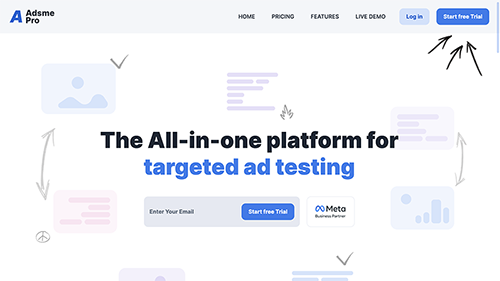 Adsme
Pro
HOME PRICING FEATURES LIVE DEMO Log in Start free Trial
The All-in-one platform for
targeted ad testing
Enter Your Email Start free Trial
Meta
Business Partner